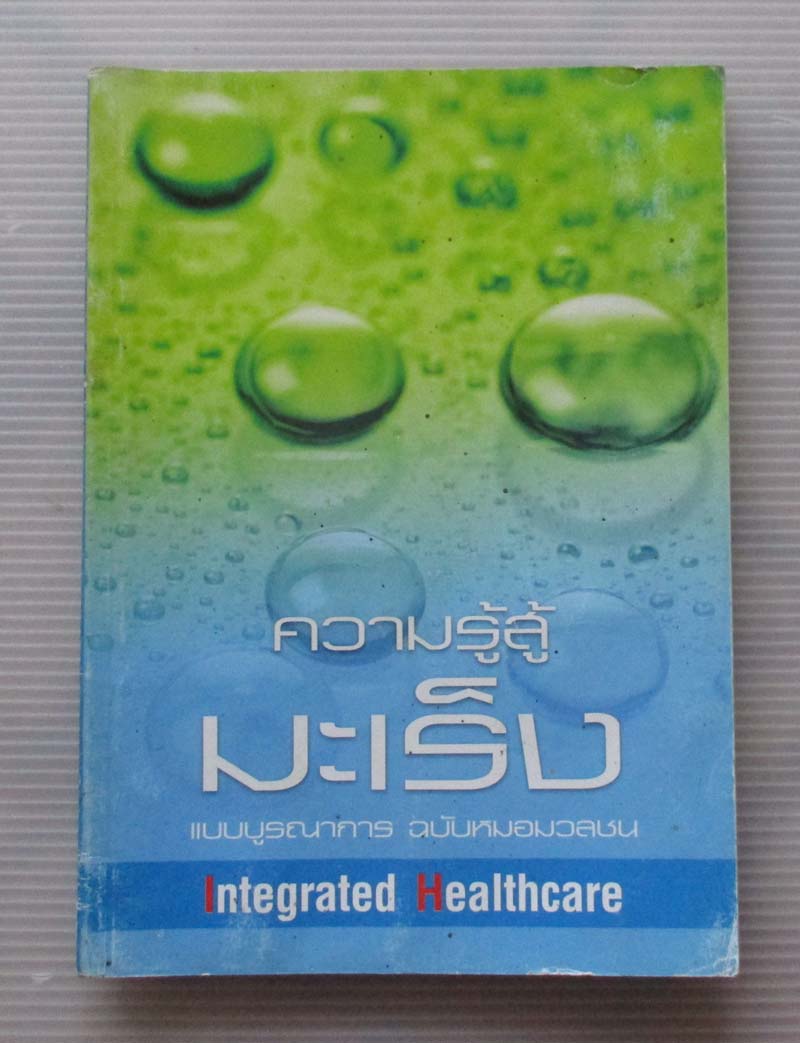 ความรู้สู้
มะเร็ง
แบบบูรณาการ ฉบับหมอมวลชน
Integrated Healthcare